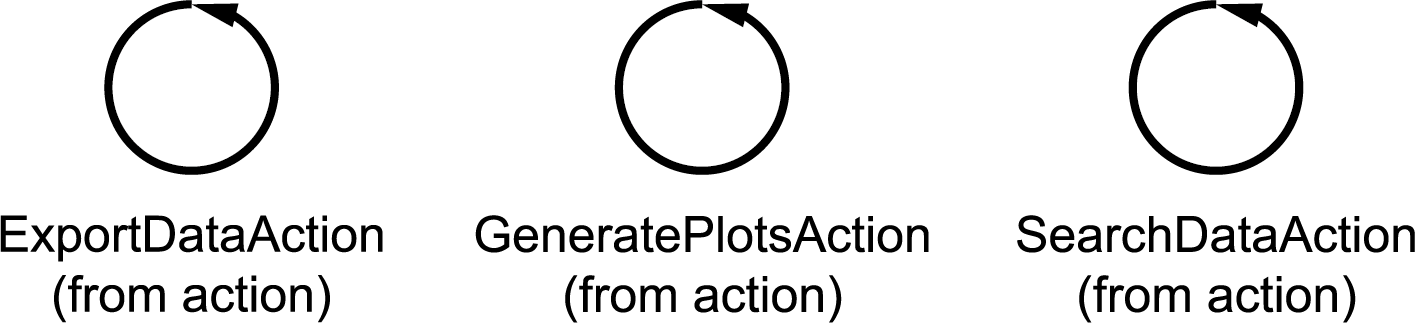 ExportDataAction
(from action)
GeneratePlotsAction
(from action)
SearchDataAction
(from action)